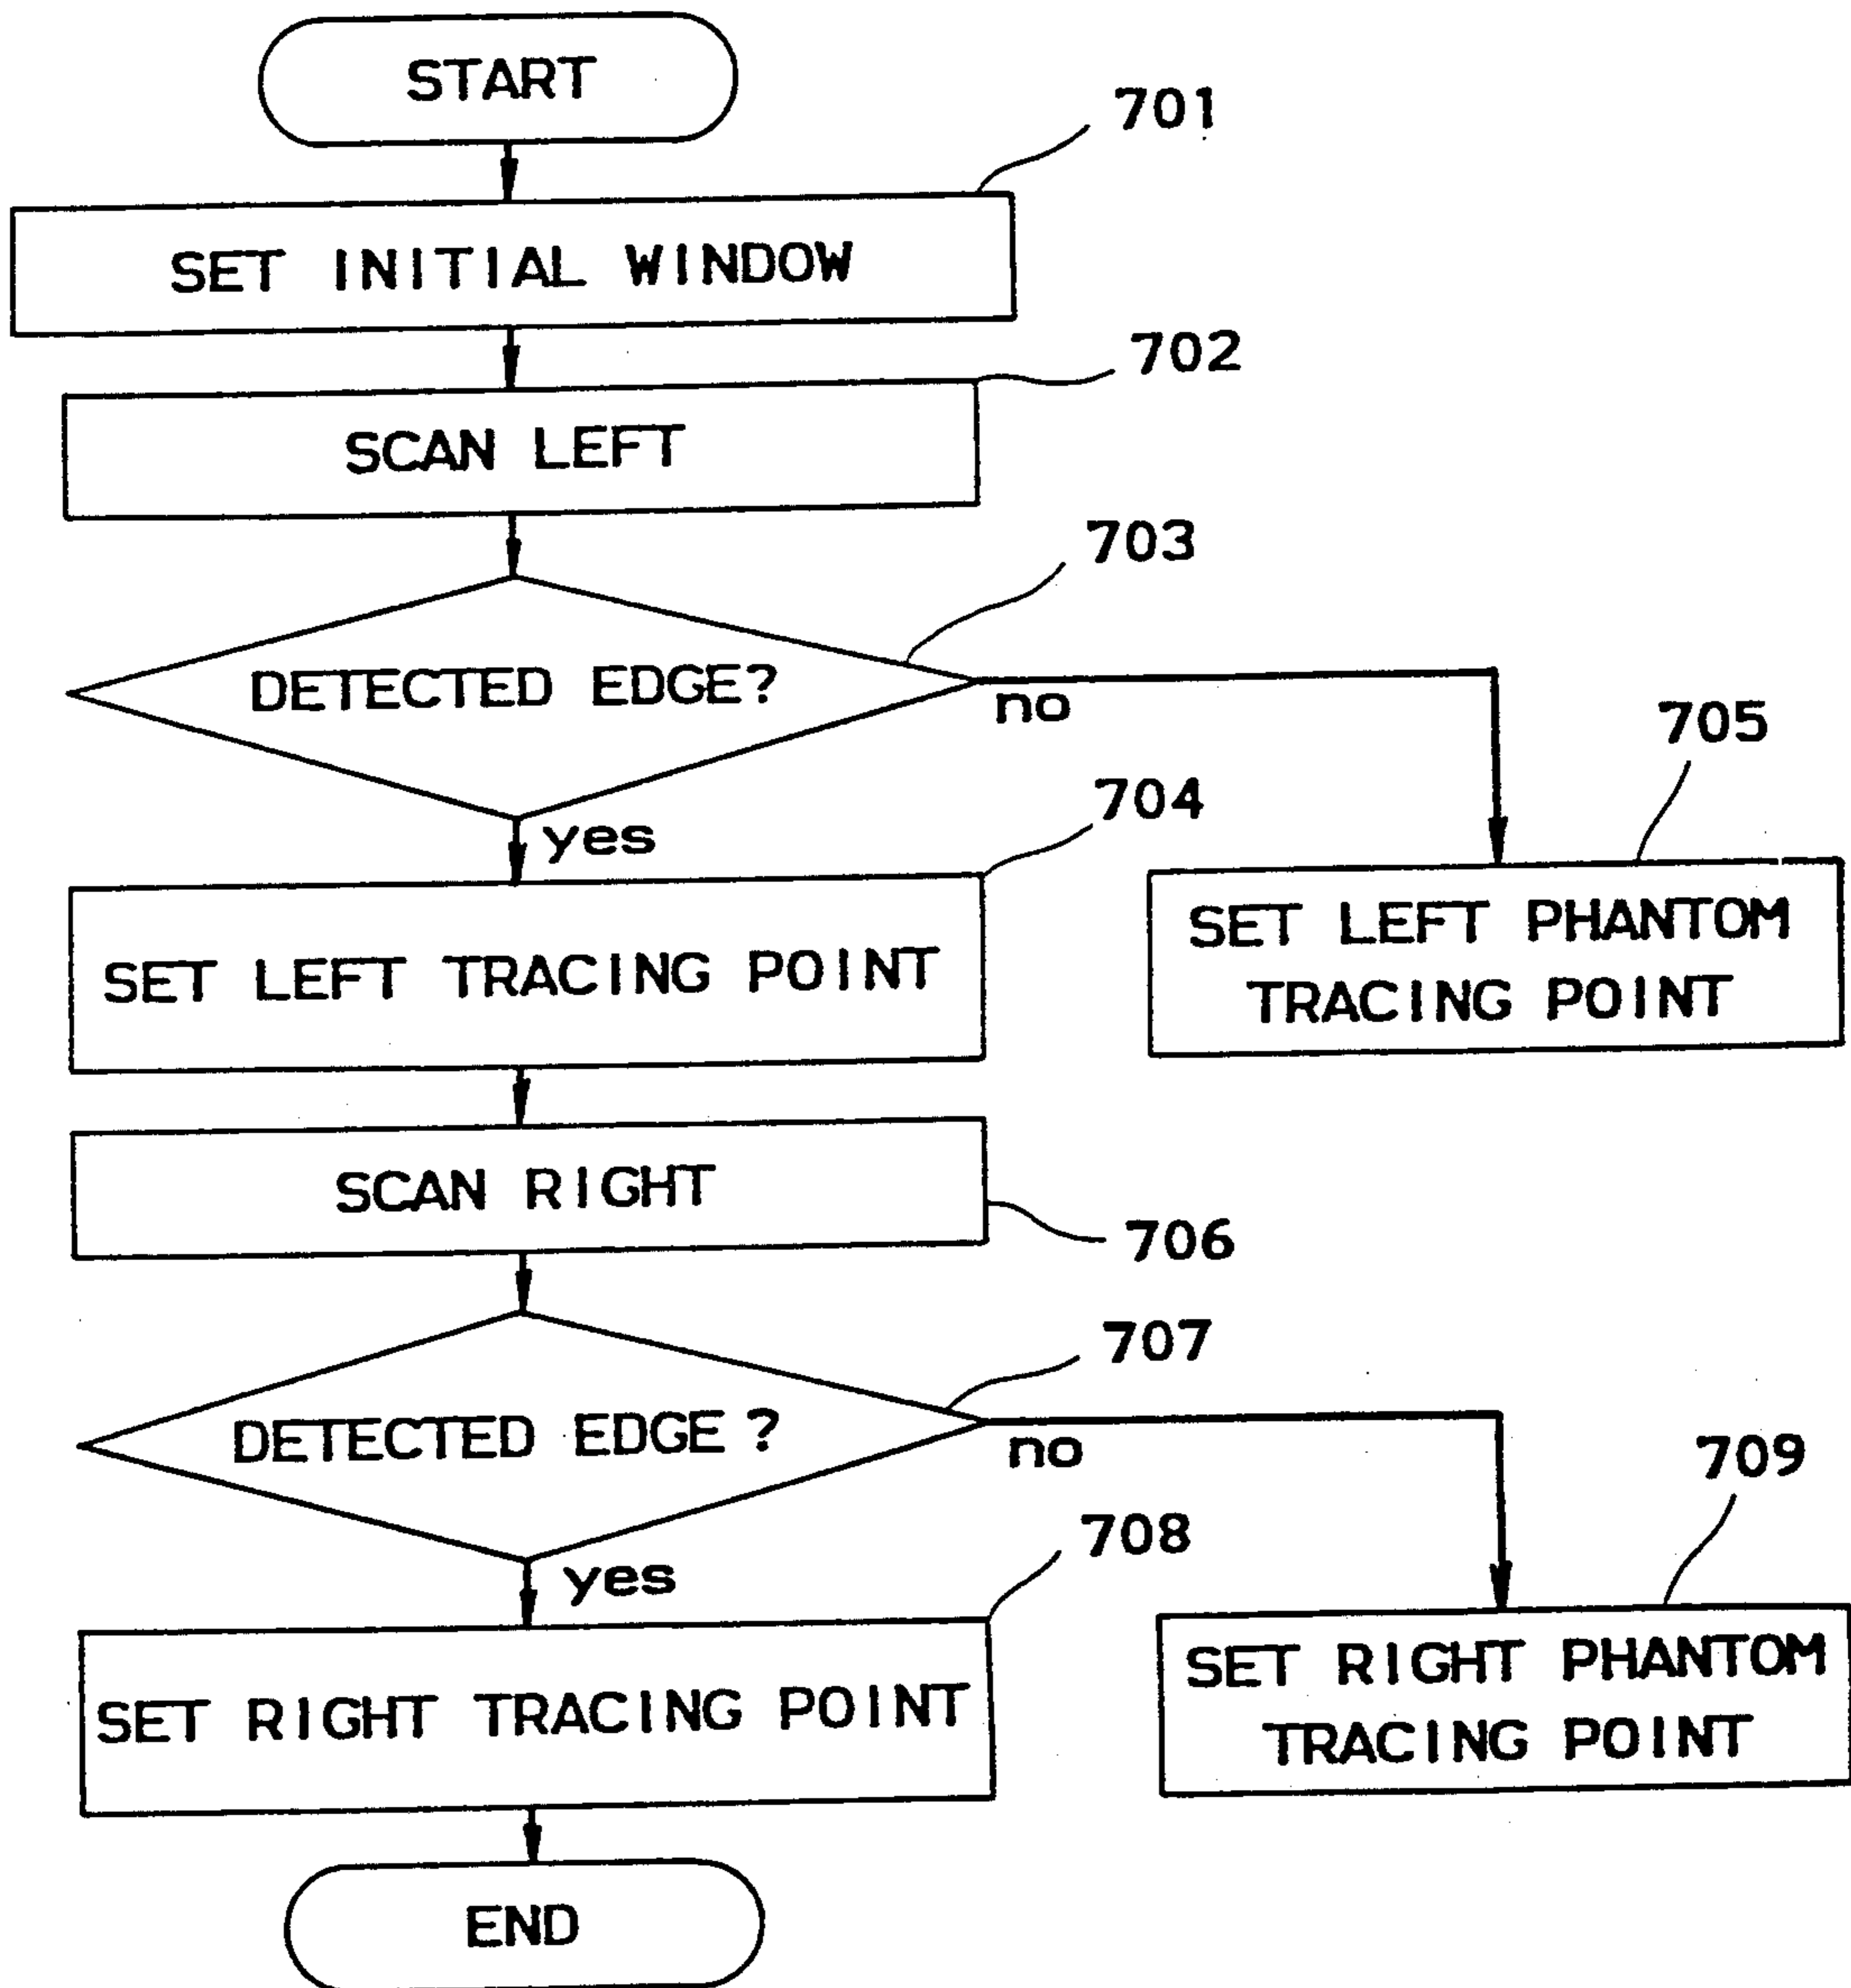 START
701
SET INITIAL WINDOW
702
SCAN LEFT
703
DETECTED EDGE?
no
705
yes
704
SET LEFT TRACING POINT
SET LEFT PHANTOM
TRACING POINT
SCAN RIGHT
706
707
DETECTED EDGE ?
no
709
yes
708
SET RIGHT TRACING POINT
SET RIGHT PHANTOM
TRACING POINT
END